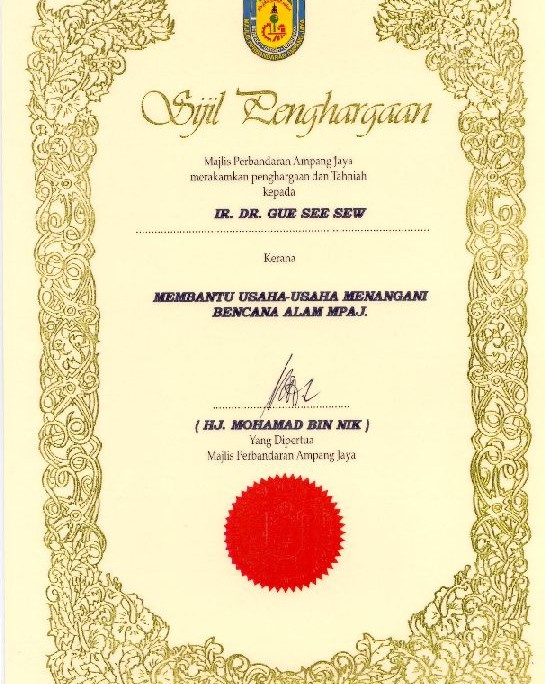 Sijil Penghargaan
Majlis Perbandaran Ampang Jaya
merakamkan penghargaan dan Tahniah
kepada
IR. DR. GUE SEE SEW
Kerana
MEMBANTU USAHA-USAHA MENANGANI
BENCANA ALAM MPAJ.
( HJ. MOHAMAD BIN NIK )
Yang Dipertua
Majlis Perbandaran Ampang Jaya